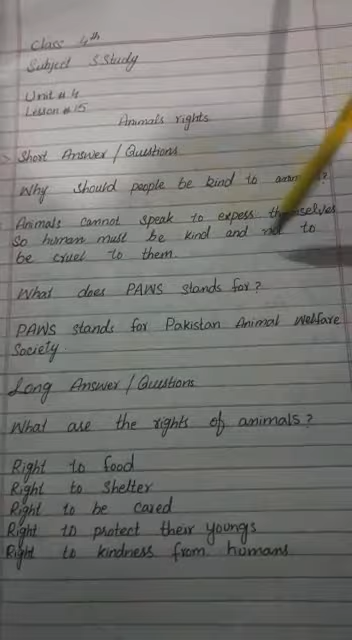 Class 4th
Subject S.Study
Unit # 4
Lesson # 15
Animals rights
Short Answer / Questions
Why should people be kind to ?
Animals cannot speak to expess themselves
So human must be kind and not to
be cruel to them.
What does PAWS stands for?
PAWS stands for Pakistan Animal Welfare
Society.
Long Answer / Questions
What are the rights of animals?
Right to food
Right to shelter
Right to be cared
Right to protect their youngs
Right to kindness from humans